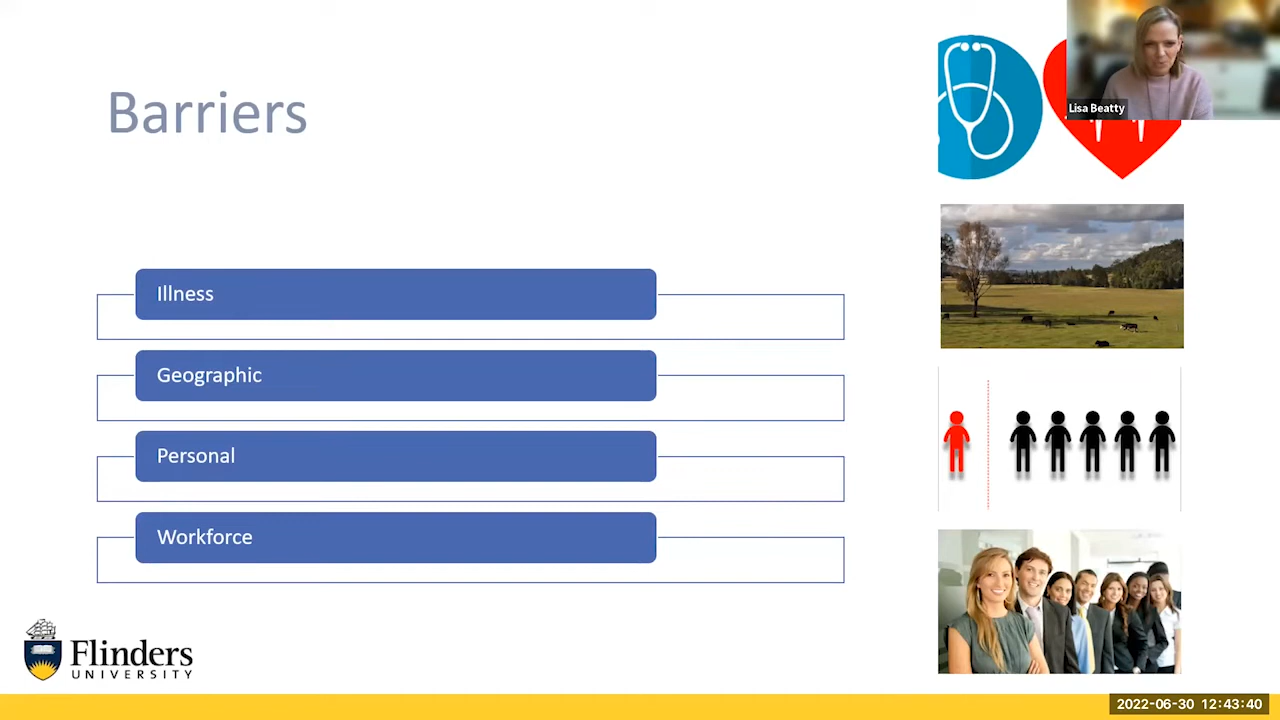 Barriers
Lisa Beatty
Illness
Geographic
Personal
Workforce
Flinders
UNIVERSITY
2022-06-30 12:43:40